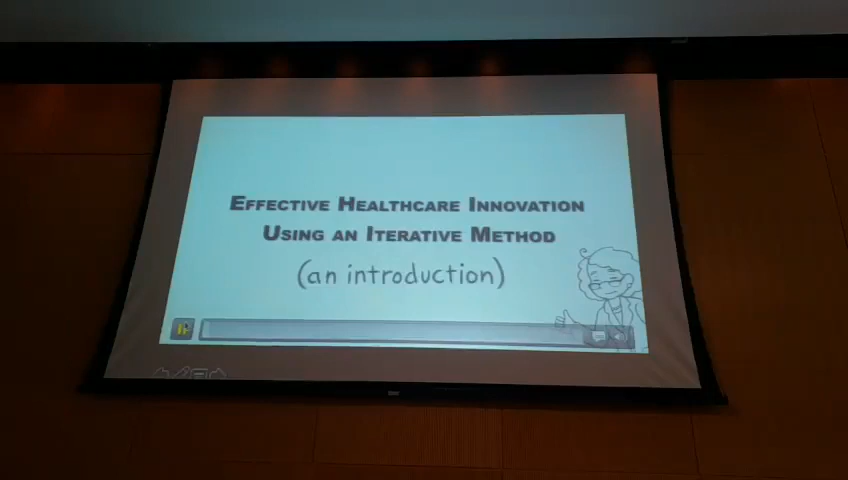 EFFECTIVE HEALTHCARE INNOVATION
USING AN ITERATIVE METHOD
(an introduction)